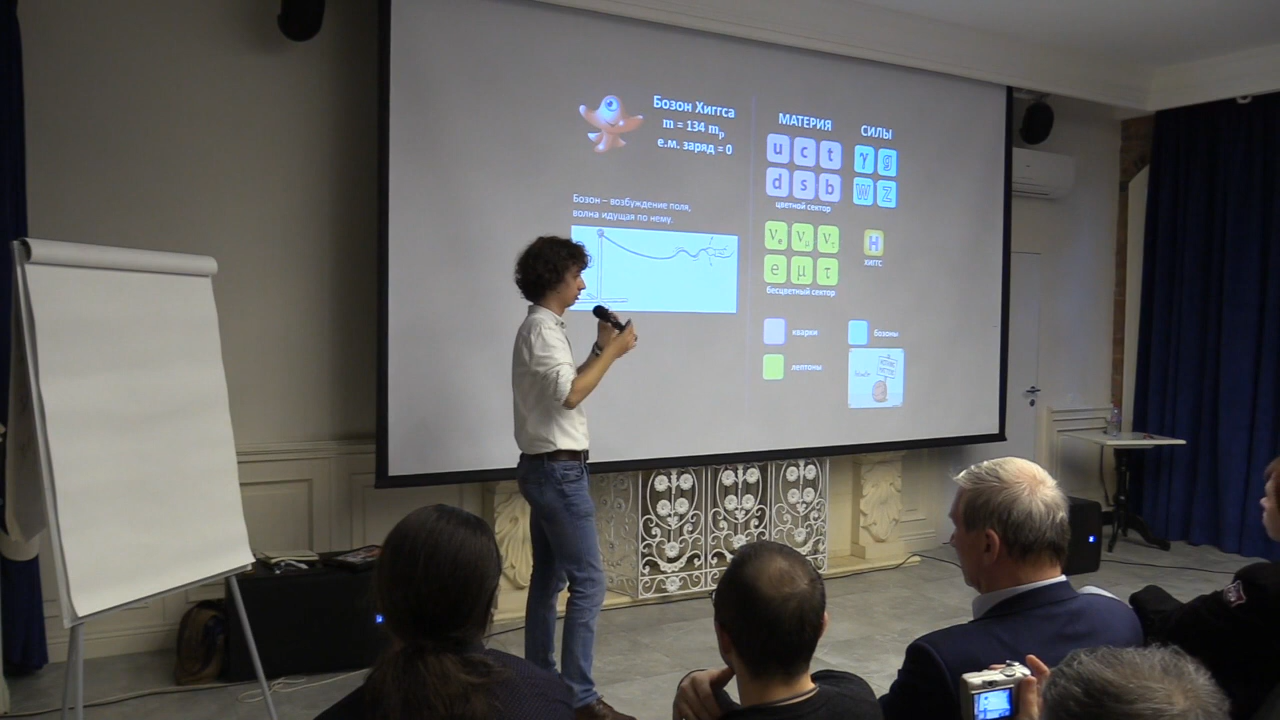 Бозон Хиггса
m = 134 mₚ
е.м. заряд = 0
Бозон – возбуждение поля,
волна идущая по нему.
МАТЕРИЯ
u c t
d s b
цветной сектор
νe νμ ντ
e μ τ
бесцветный сектор
кварки
лептоны
СИЛЫ
γ g
W Z
H
хиггс
бозоны